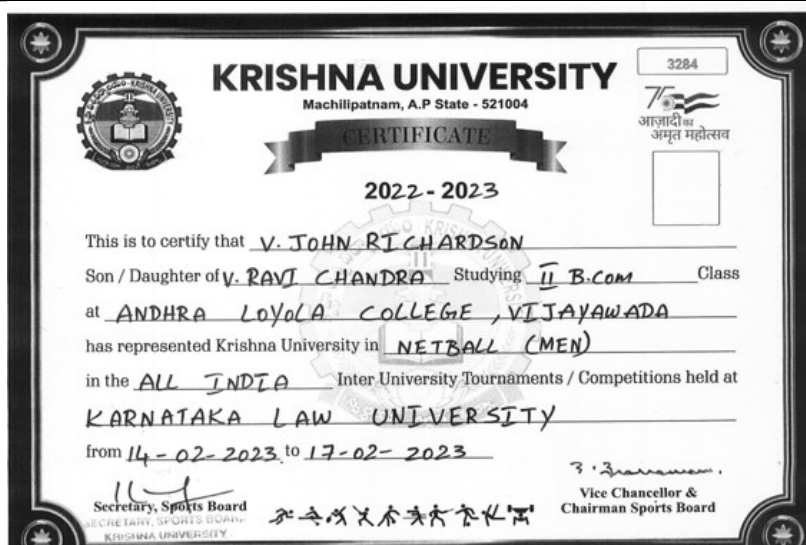 KRISHNA UNIVERSITY
3284
Machilipatnam, A.P State - 521004
CERTIFICATE
75
आज़ादी का
अमृत महोत्सव
2022-2023
This is to certify that V. JOHN RICHARDSON
Son / Daughter of V. RAVI CHANDRA Studying II B.COM Class
at ANDHRA LOYOLA COLLEGE, VIJAYAWADA
has represented Krishna University in NETBALL (MEN)
in the ALL INDIA Inter University Tournaments / Competitions held at
KARNATAKA LAW UNIVERSITY
from 14-02-2023 to 17-02-2023
Secretary, Sports Board
SECRETARY, SPORTS BOARD
KRISHNA UNIVERSITY
Vice Chancellor &
Chairman Sports Board